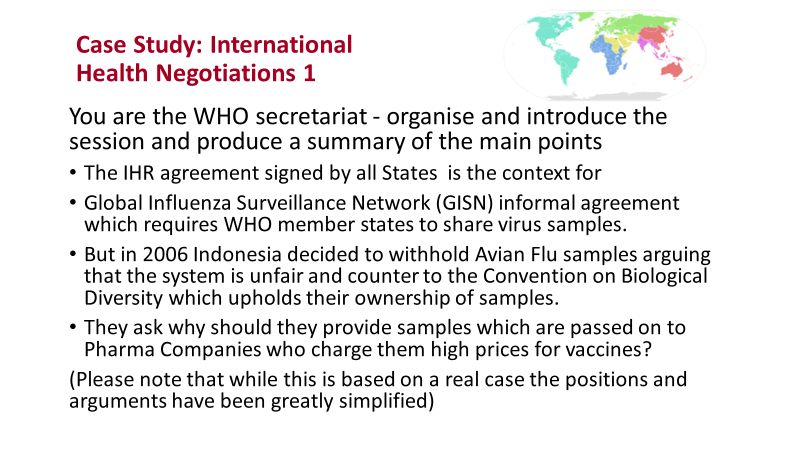 Case Study: International
Health Negotiations 1
You are the WHO secretariat - organise and introduce the
session and produce a summary of the main points
• The IHR agreement signed by all States  is the context for
• Global Influenza Surveillance Network (GISN) informal agreement
which requires WHO member states to share virus samples.
• But in 2006 Indonesia decided to withhold Avian Flu samples arguing
that the system is unfair and counter to the Convention on Biological
Diversity which upholds their ownership of samples.
• They ask why should they provide samples which are passed on to
Pharma Companies who charge them high prices for vaccines?
(Please note that while this is based on a real case the positions and
arguments have been greatly simplified)